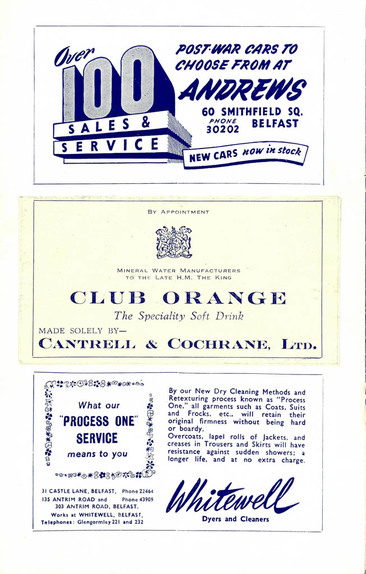 Over
100
SALES &
SERVICE
POST-WAR CARS TO
CHOOSE FROM AT
ANDREWS
60 SMITHFIELD SQ.
PHONE
30202 BELFAST
NEW CARS now in stock
BY APPOINTMENT
MINERAL WATER MANUFACTURERS
TO THE LATE H.M. THE KING
CLUB ORANGE
The Speciality Soft Drink
MADE SOLELY BY—
CANTRELL & COCHRANE, LTD.
What our
"PROCESS ONE"
SERVICE
means to you
31 CASTLE LANE, BELFAST, Phone 22464
135 ANTRIM ROAD and Phone 43909
303 ANTRIM ROAD, BELFAST.
Works at WHITEWELL, BELFAST,
Telephones: Glengormley 221 and 232
By our New Dry Cleaning Methods and
Retexturing process known as "Process
One," all garments such as Coats, Suits
and Frocks, etc., will retain their
original firmness without being hard
or boardy.
Overcoats, lapel rolls of Jackets, and
creases in Trousers and Skirts will have
resistance against sudden showers; a
longer life, and at no extra charge.
Whitewell
Dyers and Cleaners